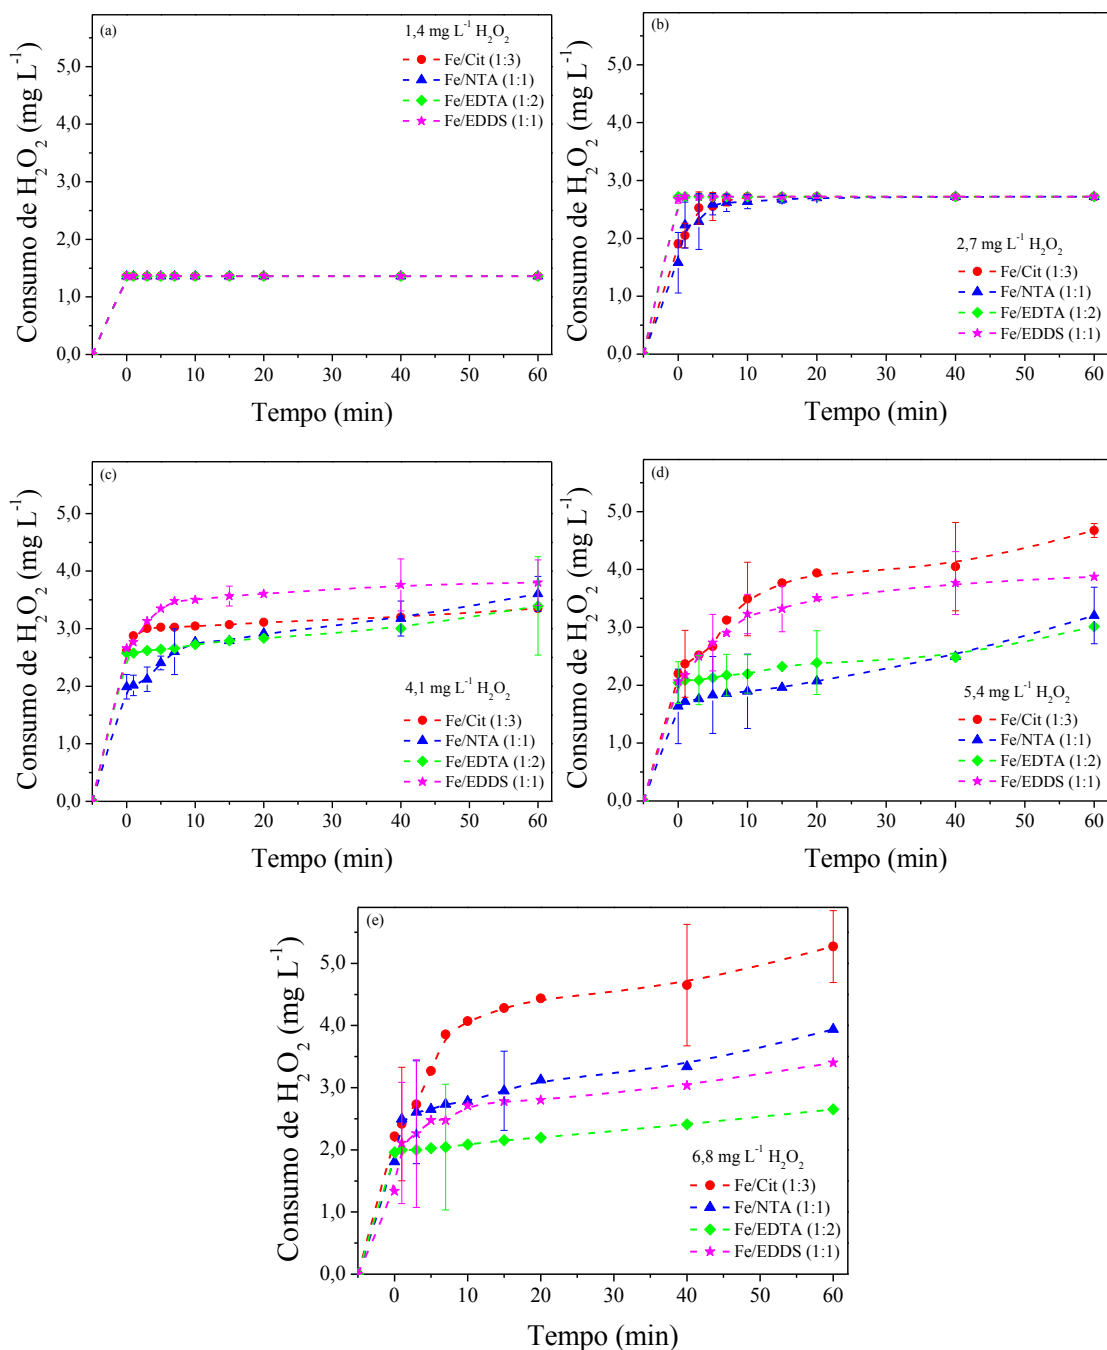 (a)
1,4 mg L⁻¹ H₂O₂
Fe/Cit (1:3)
Fe/NTA (1:1)
Fe/EDTA (1:2)
Fe/EDDS (1:1)
Consumo de H₂O₂ (mg L⁻¹)
5,0
4,0
3,0
2,0
1,0
0,0
0 10 20 30 40 50 60
Tempo (min)
(b)
2,7 mg L⁻¹ H₂O₂
Fe/Cit (1:3)
Fe/NTA (1:1)
Fe/EDTA (1:2)
Fe/EDDS (1:1)
Consumo de H₂O₂ (mg L⁻¹)
5,0
4,0
3,0
2,0
1,0
0,0
0 10 20 30 40 50 60
Tempo (min)
(c)
4,1 mg L⁻¹ H₂O₂
Fe/Cit (1:3)
Fe/NTA (1:1)
Fe/EDTA (1:2)
Fe/EDDS (1:1)
Consumo de H₂O₂ (mg L⁻¹)
5,0
4,0
3,0
2,0
1,0
0,0
0 10 20 30 40 50 60
Tempo (min)
(d)
5,4 mg L⁻¹ H₂O₂
Fe/Cit (1:3)
Fe/NTA (1:1)
Fe/EDTA (1:2)
Fe/EDDS (1:1)
Consumo de H₂O₂ (mg L⁻¹)
5,0
4,0
3,0
2,0
1,0
0,0
0 10 20 30 40 50 60
Tempo (min)
(e)
6,8 mg L⁻¹ H₂O₂
Fe/Cit (1:3)
Fe/NTA (1:1)
Fe/EDTA (1:2)
Fe/EDDS (1:1)
Consumo de H₂O₂ (mg L⁻¹)
5,0
4,0
3,0
2,0
1,0
0,0
0 10 20 30 40 50 60
Tempo (min)